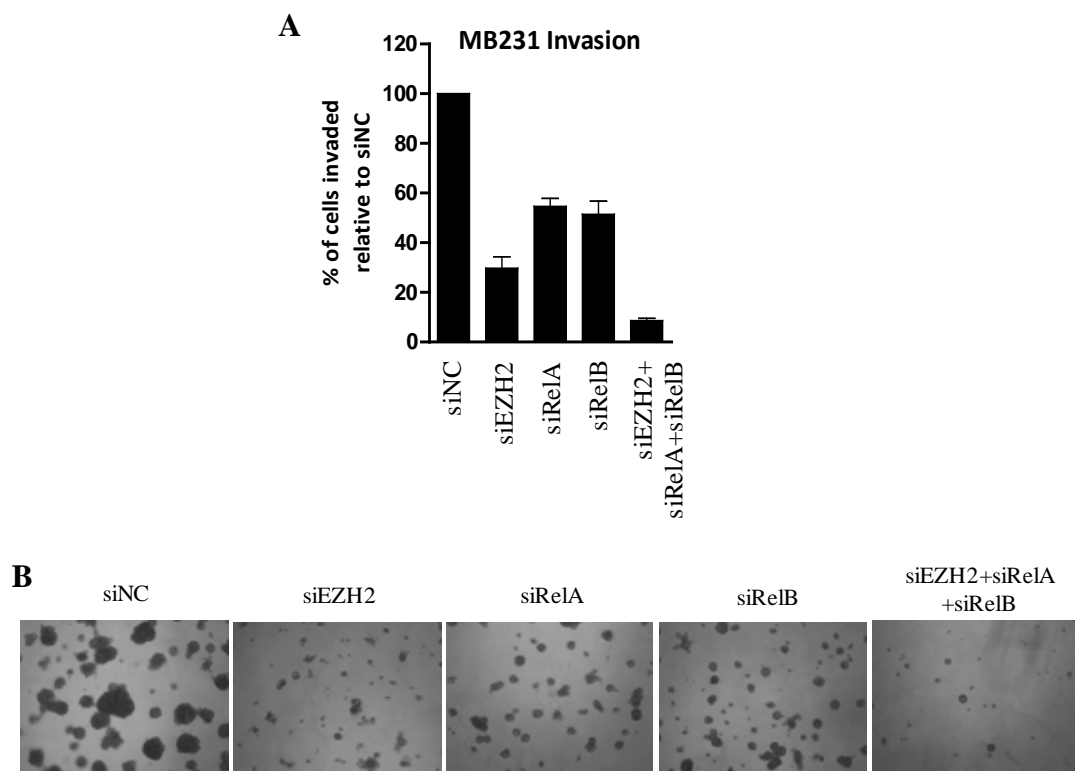 A
MB231 Invasion
% of cells invaded
relative to siNC
120
100
80
60
40
20
0
siNC
siEZH2
siRelA
siRelB
siEZH2+
siRelA+siRelB
B
siNC
siEZH2
siRelA
siRelB
siEZH2+siRelA
+siRelB